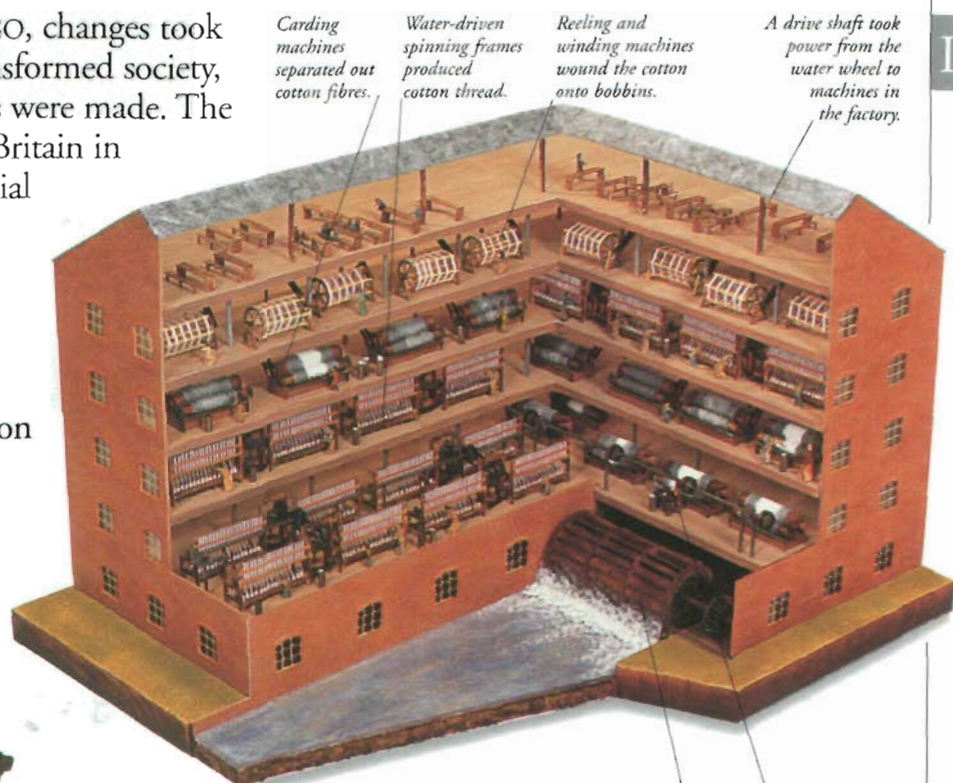 GO, changes took
nsformed society,
s were made. The
Britain in
ial
on
Carding
machines
separated out
cotton fibres.
Water-driven
spinning frames
produced
cotton thread.
Reeling and
winding machines
wound the cotton
onto bobbins.
A drive shaft took
power from the
water wheel to
machines in
the factory.
I